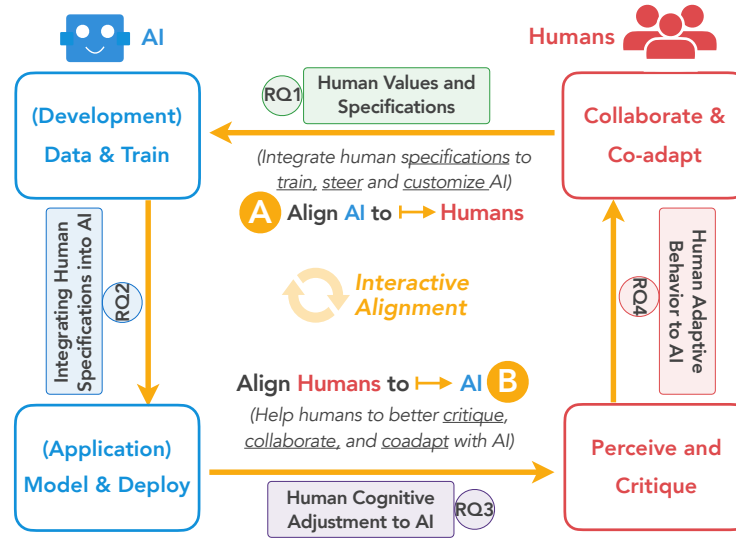 AI
Humans
(Development)
Data & Train
RQ1
Human Values and
Specifications
Collaborate &
Co-adapt
(Integrate human specifications to
train, steer and customize AI)
A Align AI to Humans
Integrating Human
Specifications into AI
RQ2
Interactive
Alignment
Human Adaptive
Behavior to AI
RQ4
Align Humans to AI B
(Help humans to better critique,
collaborate, and coadapt with AI)
(Application)
Model & Deploy
Perceive and
Critique
Human Cognitive
Adjustment to AI
RQ3